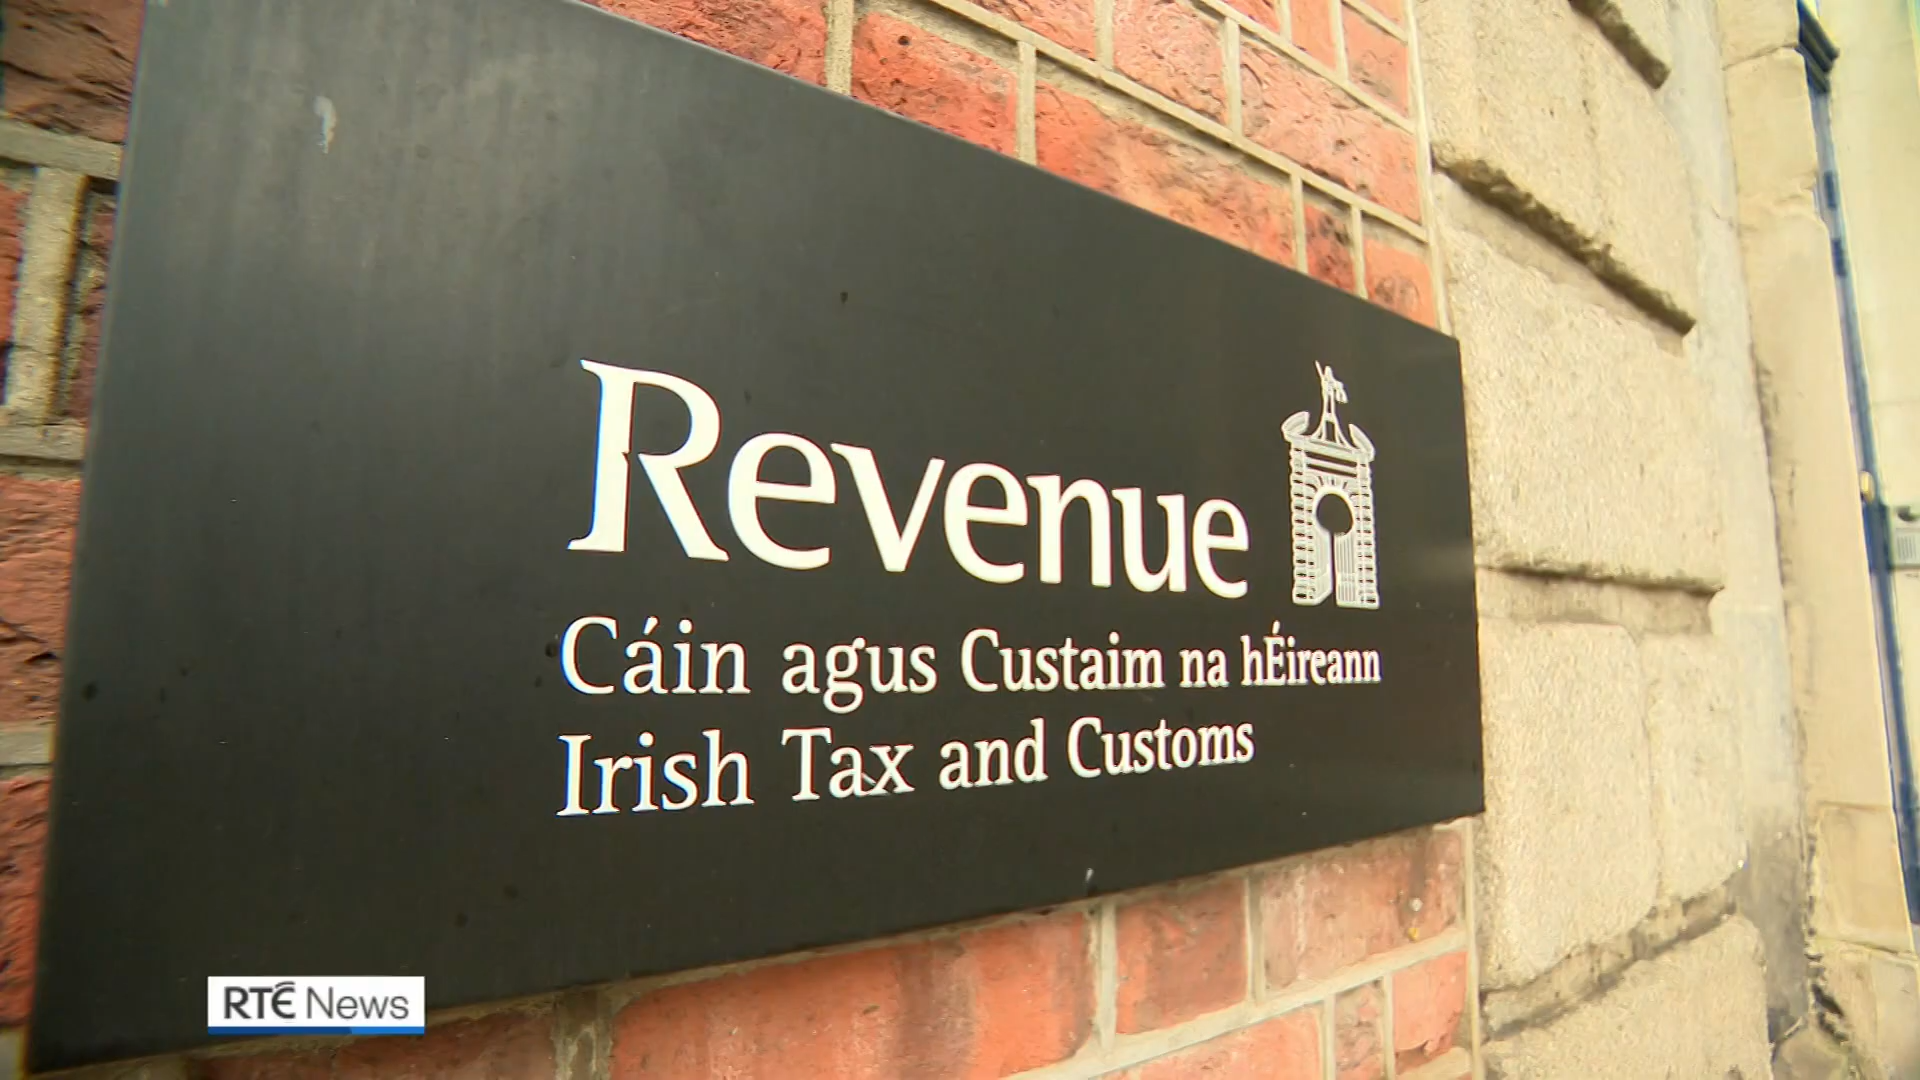 Revenue
Cáin agus Custaim na hÉireann
Irish Tax and Customs
RTÉ News